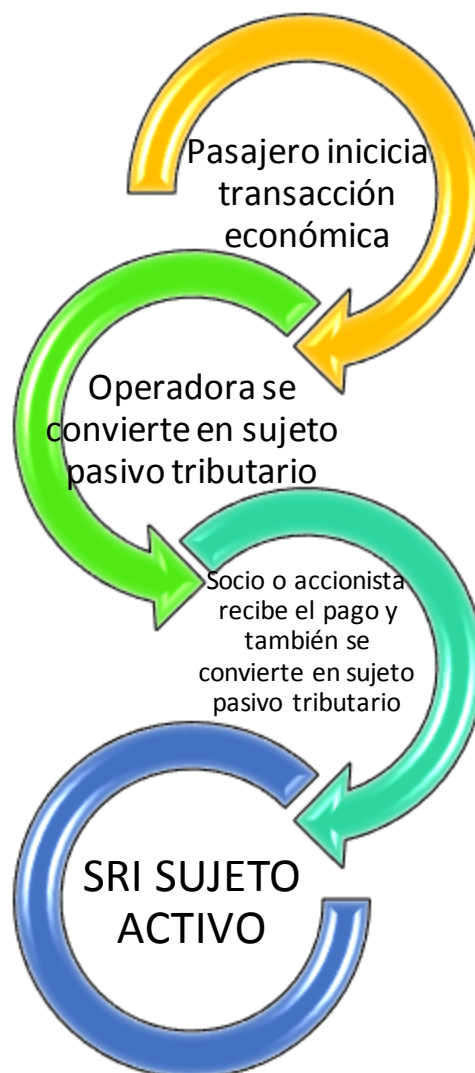 Pasajero inicicia
transacción
económica
Operadora se
convierte en sujeto
pasivo tributario
Socio o accionista
recibe el pago y
también se
convierte en sujeto
pasivo tributario
SRI SUJETO
ACTIVO